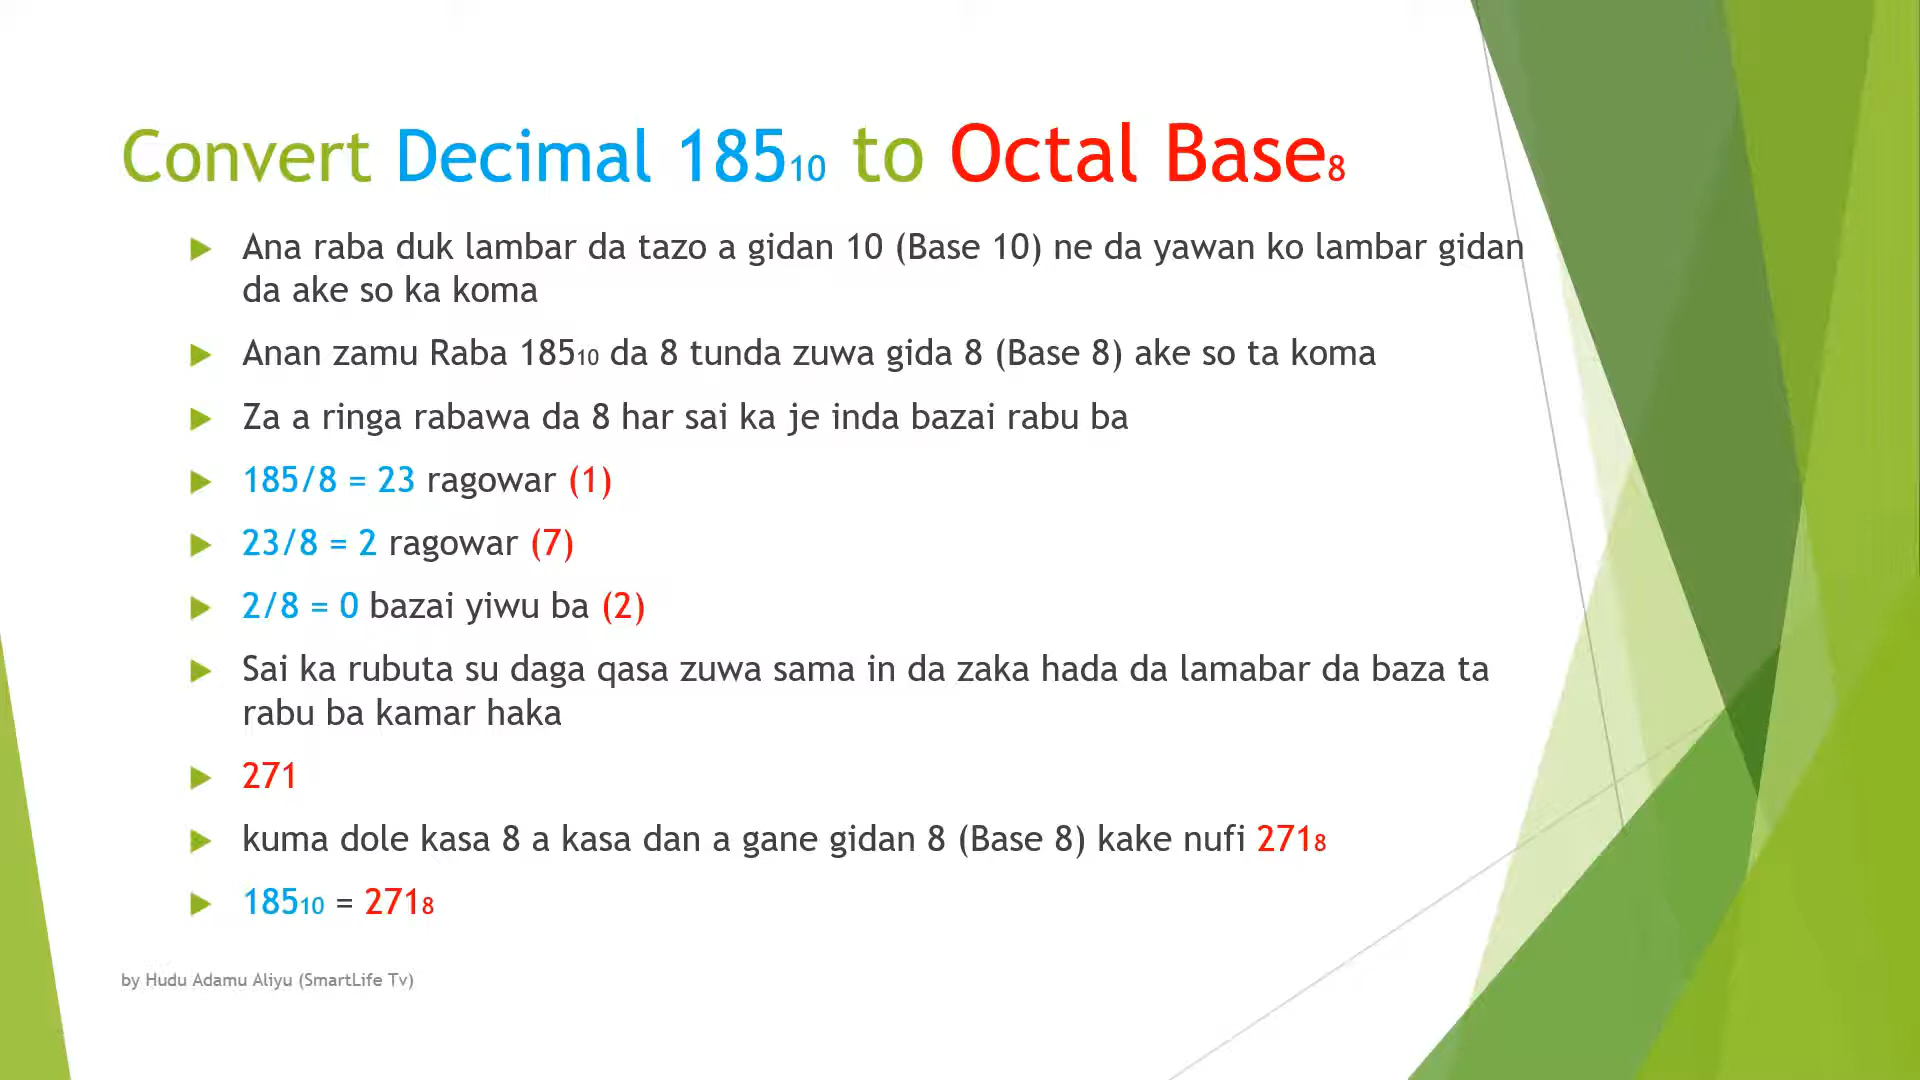 Convert Decimal 185₁₀ to Octal Base₈
Ana raba duk lambar da tazo a gidan 10 (Base 10) ne da yawan ko lambar gidan
da ake so ka koma
Anan zamu Raba 185₁₀ da 8 tunda zuwa gida 8 (Base 8) ake so ta koma
Za a ringa rabawa da 8 har sai ka je inda bazai rabu ba
185/8 = 23 ragowar (1)
23/8 = 2 ragowar (7)
2/8 = 0 bazai yiwu ba (2)
Sai ka rubuta su daga qasa zuwa sama in da zaka hada da lamabar da baza ta
rabu ba kamar haka
271
kuma dole kasa 8 a kasa dan a gane gidan 8 (Base 8) kake nufi 271₈
185₁₀ = 271₈
by Hudu Adamu Aliyu (SmartLife Tv)